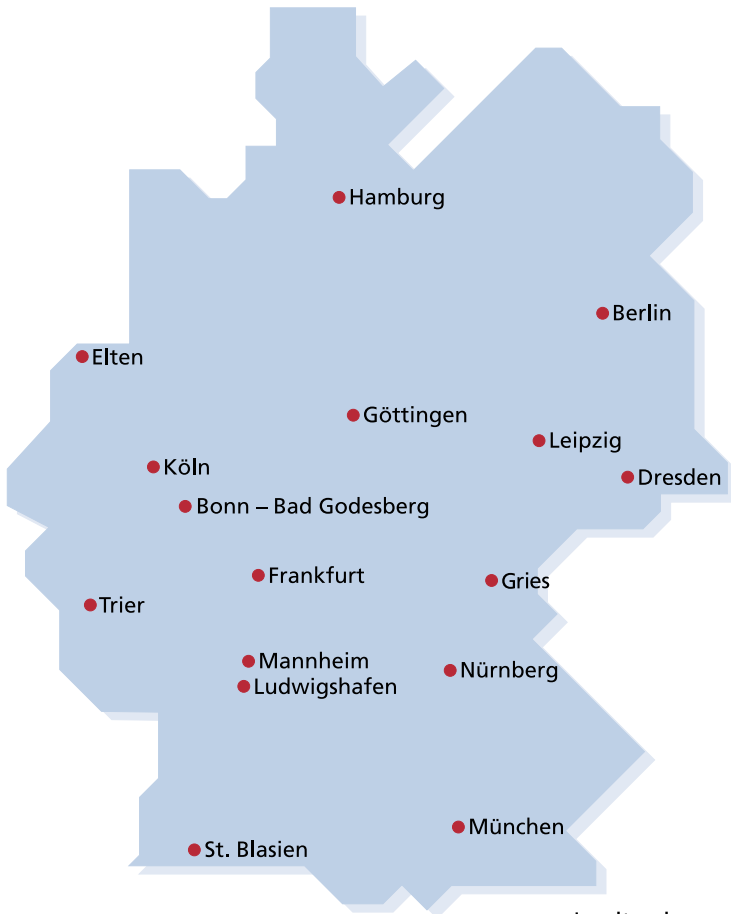 Hamburg
Berlin
Elten
Göttingen
Leipzig
Köln
Dresden
Bonn – Bad Godesberg
Frankfurt
Gries
Trier
Mannheim
Nürnberg
Ludwigshafen
München
St. Blasien